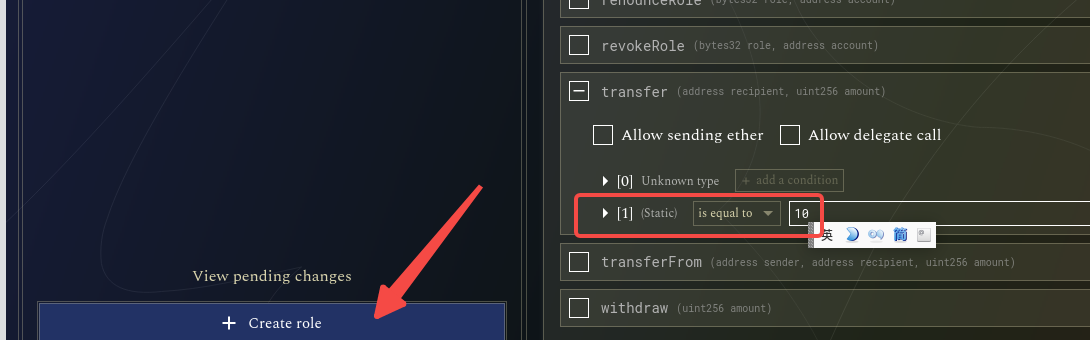 View pending changes
+ Create role
renounceRole (bytes32 role, address account)
revokeRole (bytes32 role, address account)
transfer (address recipient, uint256 amount)
Allow sending ether Allow delegate call
[0] Unknown type + add a condition
[1] (Static) is equal to 10
英 简
transferFrom (address sender, address recipient, uint256 amount)
withdraw (uint256 amount)